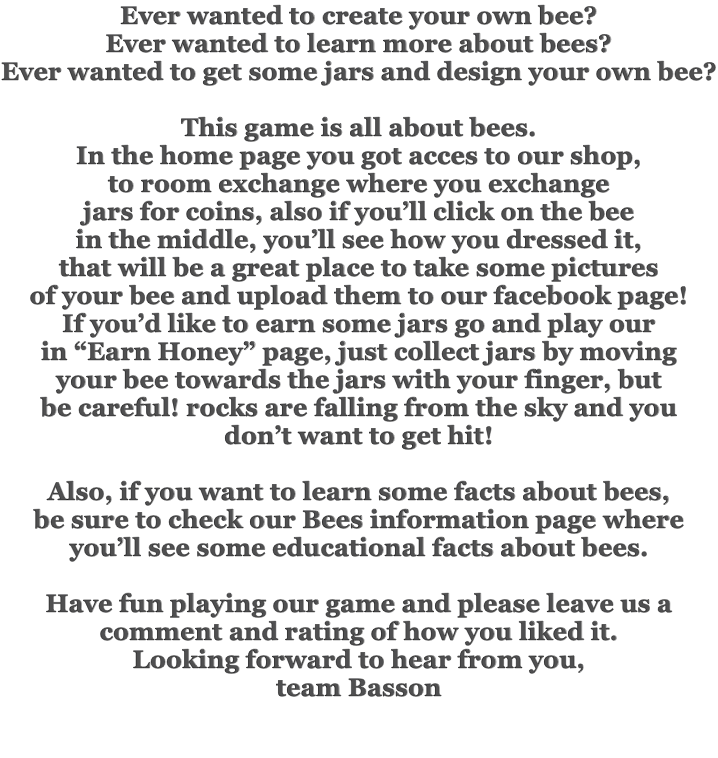 Ever wanted to create your own bee?
Ever wanted to learn more about bees?
Ever wanted to get some jars and design your own bee?
This game is all about bees.
In the home page you got acces to our shop,
to room exchange where you exchange
jars for coins, also if you’ll click on the bee
in the middle, you’ll see how you dressed it,
that will be a great place to take some pictures
of your bee and upload them to our facebook page!
If you’d like to earn some jars go and play our
in “Earn Honey” page, just collect jars by moving
your bee towards the jars with your finger, but
be careful! rocks are falling from the sky and you
don’t want to get hit!
Also, if you want to learn some facts about bees,
be sure to check our Bees information page where
you’ll see some educational facts about bees.
Have fun playing our game and please leave us a
comment and rating of how you liked it.
Looking forward to hear from you,
team Basson